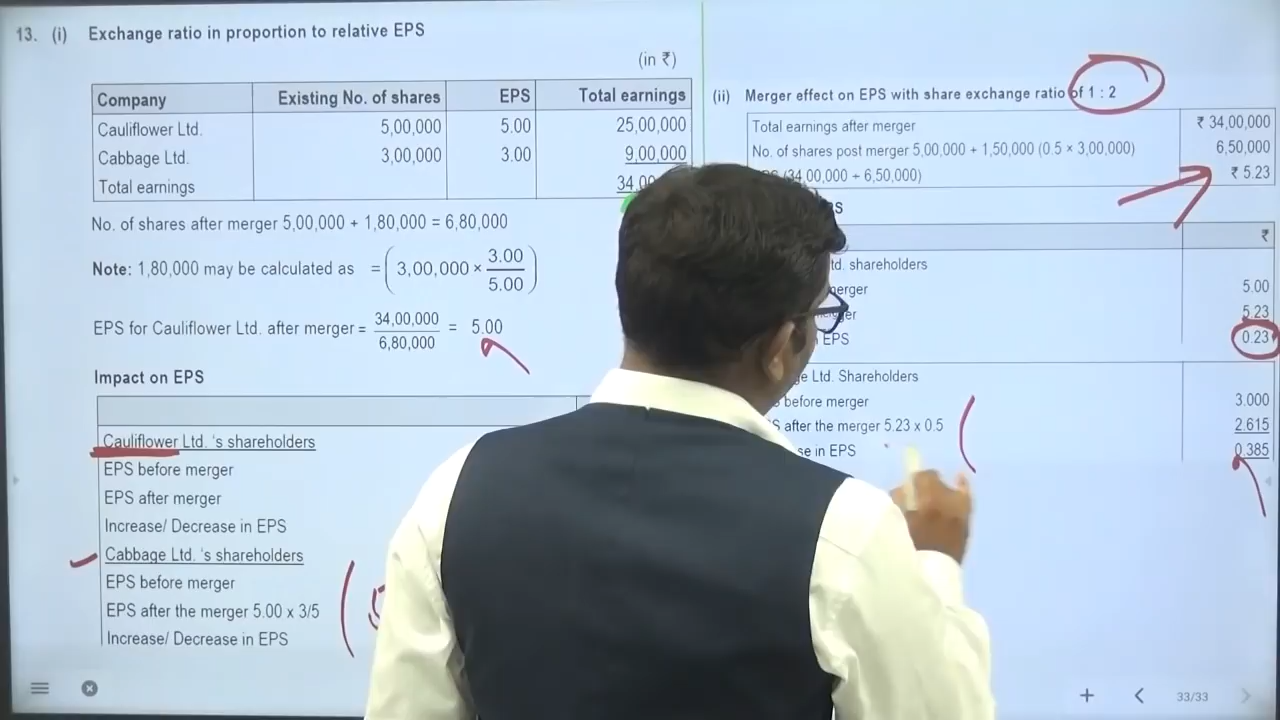 13. (i) Exchange ratio in proportion to relative EPS
(in ₹)
Company Existing No. of shares EPS Total earnings
Cauliflower Ltd. 5,00,000 5.00 25,00,000
Cabbage Ltd. 3,00,000 3.00 9,00,000
Total earnings
No. of shares after merger 5,00,000 + 1,80,000 = 6,80,000
Note: 1,80,000 may be calculated as = ( 3,00,000 × 3.00 / 5.00 )
EPS for Cauliflower Ltd. after merger = 34,00,000 / 6,80,000 = 5.00
Impact on EPS
Cauliflower Ltd. 's shareholders
EPS before merger
EPS after merger
Increase/ Decrease in EPS
Cabbage Ltd. 's shareholders
EPS before merger
EPS after the merger 5.00 x 3/5
Increase/ Decrease in EPS
(ii) Merger effect on EPS with share exchange ratio of 1 : 2
Total earnings after merger ₹ 34,00,000
No. of shares post merger 5,00,000 + 1,50,000 (0.5 × 3,00,000) 6,50,000
(34,00,000 ÷ 6,50,000) ₹ 5.23
₹
shareholders
5.00
5.23
EPS 0.23
Ltd. Shareholders
before merger 3.000
after the merger 5.23 x 0.5 2.615
in EPS 0.385
33/33